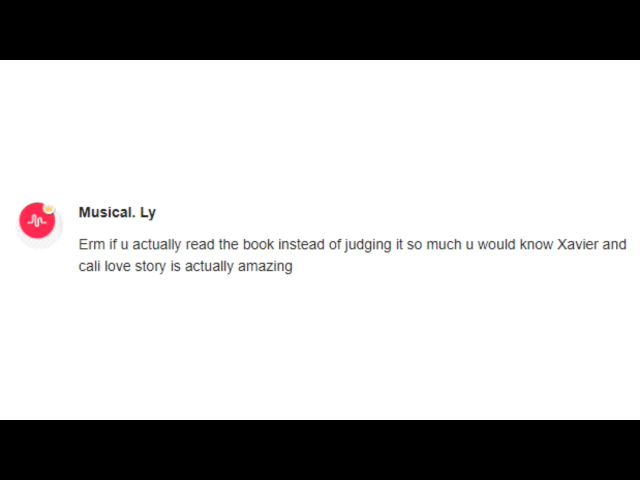 Musical. Ly
Erm if u actually read the book instead of judging it so much u would know Xavier and
cali love story is actually amazing